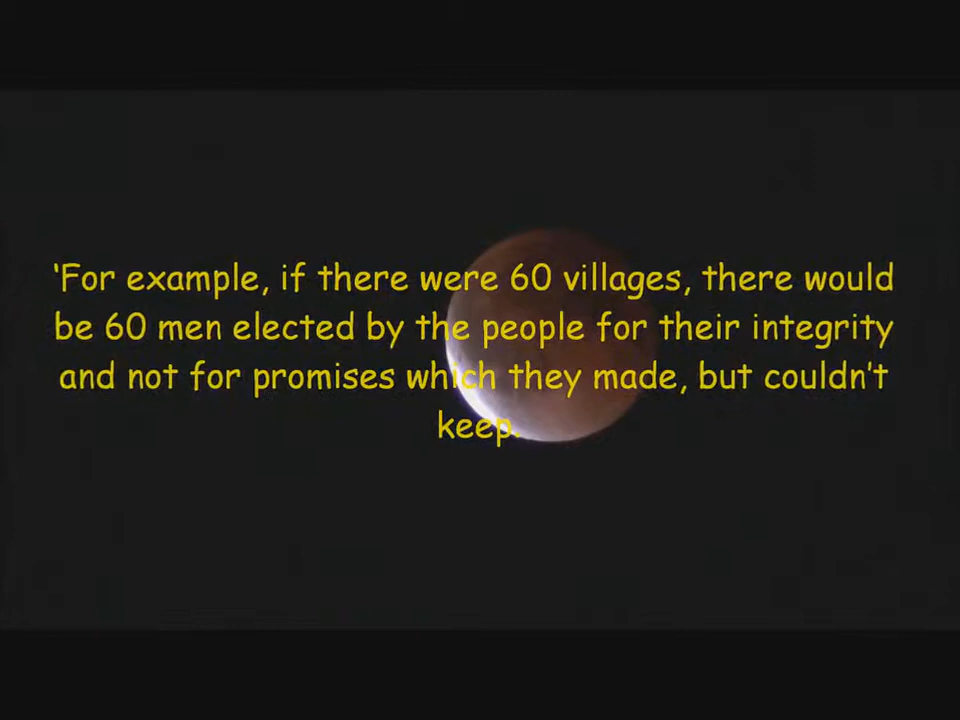 ‘For example, if there were 60 villages, there would
be 60 men elected by the people for their integrity
and not for promises which they made, but couldn’t
keep.